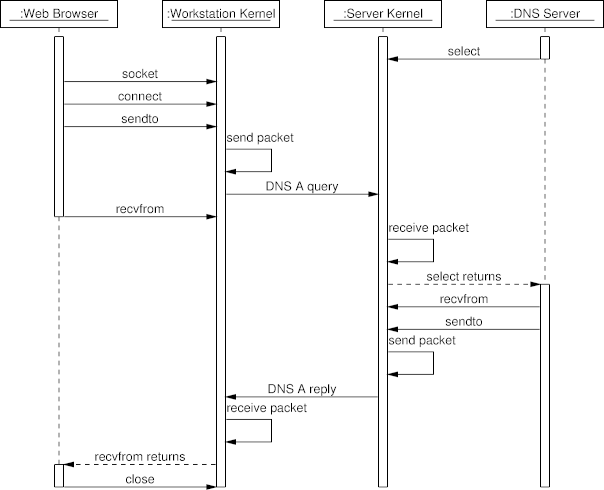 :Web Browser
:Workstation Kernel
:Server Kernel
:DNS Server
select
socket
connect
sendto
send packet
DNS A query
recvfrom
receive packet
select returns
recvfrom
sendto
send packet
DNS A reply
receive packet
recvfrom returns
close